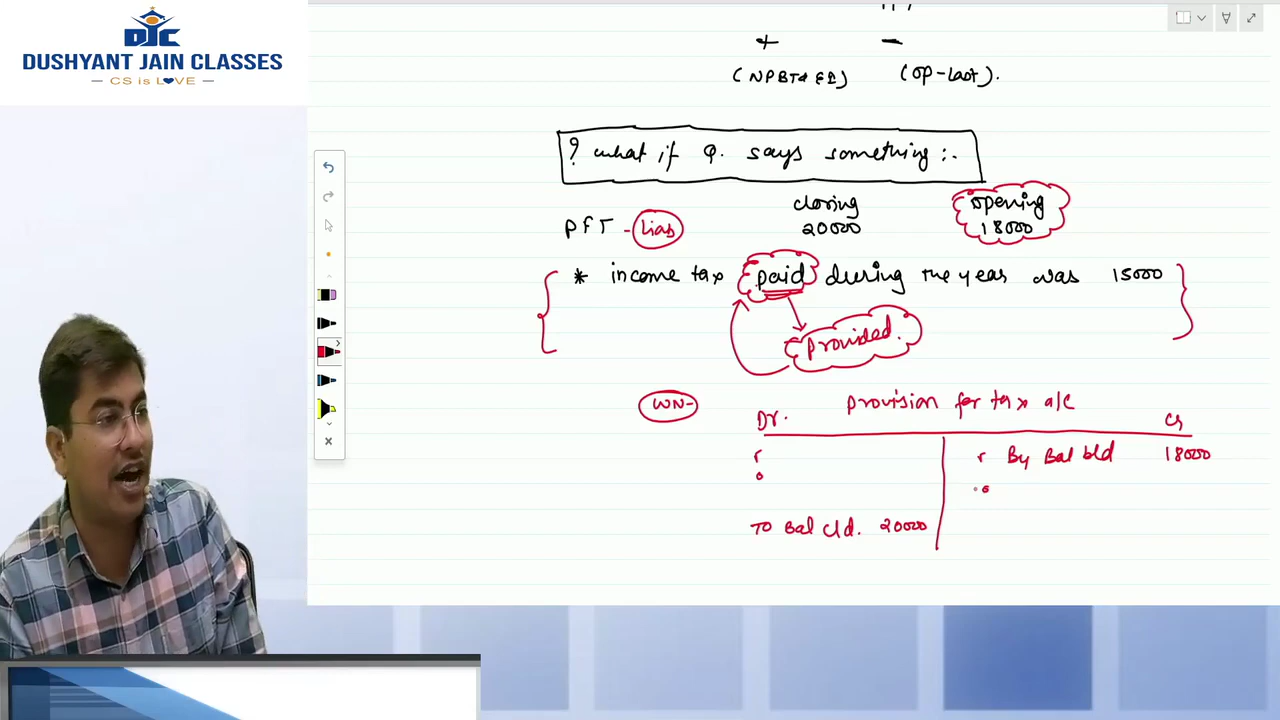 DUSHYANT JAIN CLASSES
CS is LOVE
+ -
(NPBT & EI) (op-last).
? what if Q. says something :-
closing opening
PFT - Liab 20000 18000
* income tax paid during the year was 15000
provided.
WN-
Dr. provision for tax a/c Cr
By Bal b/d 18000
To Bal c/d. 20000